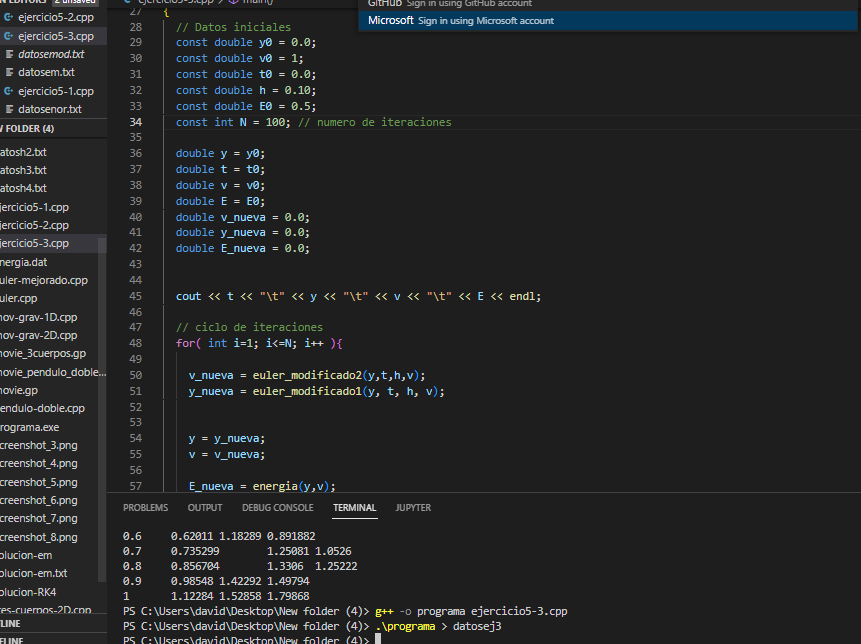 EDITORS 2 unsaved
ejercicio5-3.cpp > main()
GitHub Sign in using GitHub account
Microsoft Sign in using Microsoft account
ejercicio5-2.cpp
ejercicio5-3.cpp
datosemod.txt
datosem.txt
ejercicio5-1.cpp
datosenor.txt
W FOLDER (4)
atosh2.txt
atosh3.txt
atosh4.txt
jercicio5-1.cpp
jercicio5-2.cpp
jercicio5-3.cpp
nergia.dat
uler-mejorado.cpp
uler.cpp
nov-grav-1D.cpp
nov-grav-2D.cpp
novie_3cuerpos.gp
novie_pendulo_doble...
novie.gp
endulo-doble.cpp
rograma.exe
creenshot_3.png
creenshot_4.png
creenshot_5.png
creenshot_6.png
creenshot_7.png
creenshot_8.png
olucion-em
olucion-em.txt
olucion-RK4
res-cuerpos-2D.cpp
LINE
ELINE
27 {
28 // Datos iniciales
29 const double y0 = 0.0;
30 const double v0 = 1;
31 const double t0 = 0.0;
32 const double h = 0.10;
33 const double E0 = 0.5;
34 const int N = 100; // numero de iteraciones
35
36 double y = y0;
37 double t = t0;
38 double v = v0;
39 double E = E0;
40 double v_nueva = 0.0;
41 double y_nueva = 0.0;
42 double E_nueva = 0.0;
43
44
45 cout << t << "\t" << y << "\t" << v << "\t" << E << endl;
46
47 // ciclo de iteraciones
48 for( int i=1; i<=N; i++ ){
49
50 v_nueva = euler_modificado2(y,t,h,v);
51 y_nueva = euler_modificado1(y, t, h, v);
52
53
54 y = y_nueva;
55 v = v_nueva;
56
57 E_nueva = energia(y,v);
PROBLEMS OUTPUT DEBUG CONSOLE TERMINAL JUPYTER
0.6 0.62011 1.18289 0.891882
0.7 0.735299 1.25081 1.0526
0.8 0.856704 1.3306 1.25222
0.9 0.98548 1.42292 1.49794
1 1.12284 1.52858 1.79868
PS C:\Users\david\Desktop\New folder (4)> g++ -o programa ejercicio5-3.cpp
PS C:\Users\david\Desktop\New folder (4)> .\programa > datosej3
PS C:\Users\david\Desktop\New folder (4)>